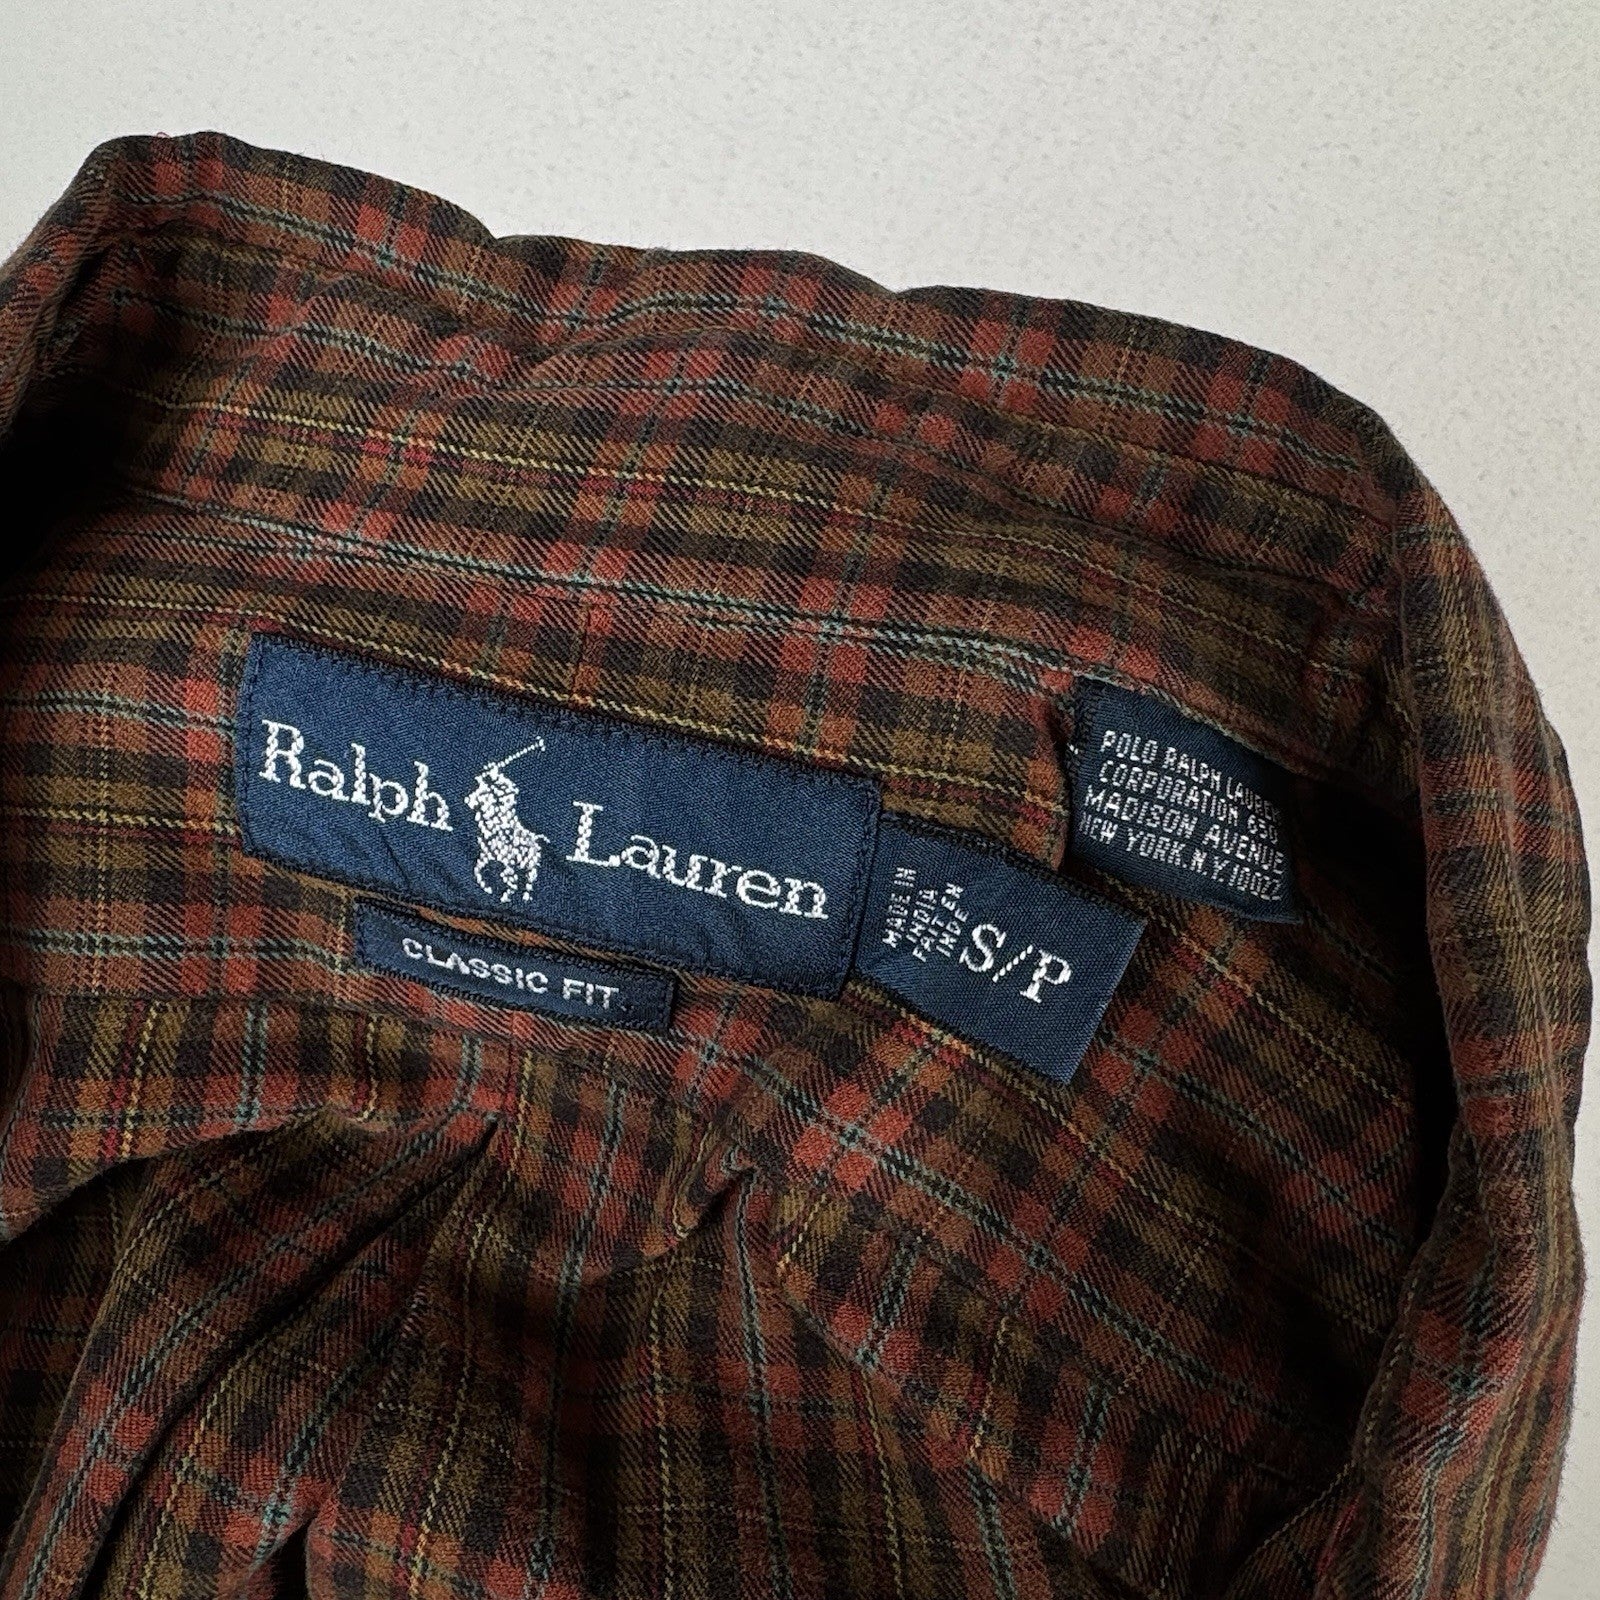 Ralph Lauren
CLASSIC FIT
MADE IN
INDIA
FAIT EN
INDE
S/P
POLO RALPH LAUREN
CORPORATION 650
MADISON AVENUE
NEW YORK.N.Y.10022